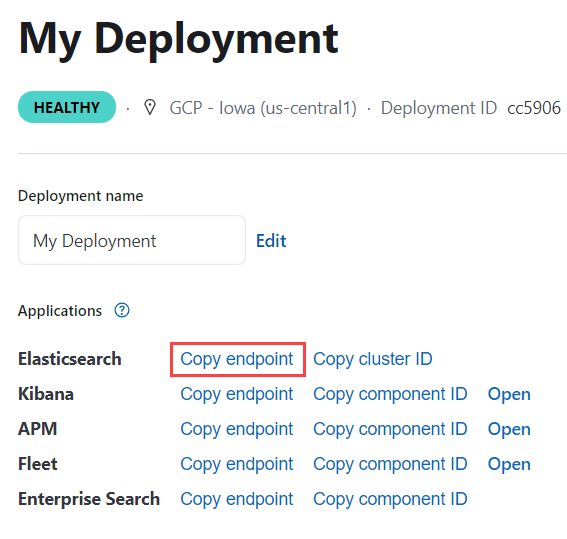 My Deployment
HEALTHY · GCP - Iowa (us-central1) · Deployment ID cc5906
Deployment name
My Deployment Edit
Applications ?
Elasticsearch Copy endpoint Copy cluster ID
Kibana Copy endpoint Copy component ID Open
APM Copy endpoint Copy component ID Open
Fleet Copy endpoint Copy component ID Open
Enterprise Search Copy endpoint Copy component ID